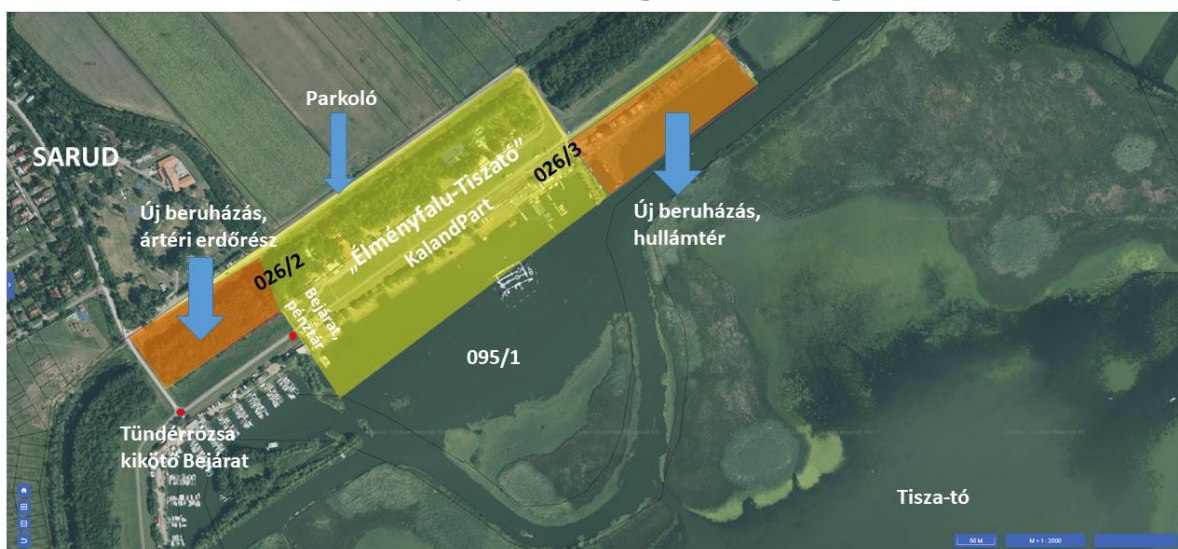 Parkoló
SARUD
Új beruházás,
ártéri erdőrész
026/2
„Élményfalu-Tiszató”
KalandPart
026/3
Új beruházás,
hullámtér
Bejárat,
pénztár
095/1
Tündérrózsa
kikötő Bejárat
Tisza-tó
50 M
M = 1 : 2000